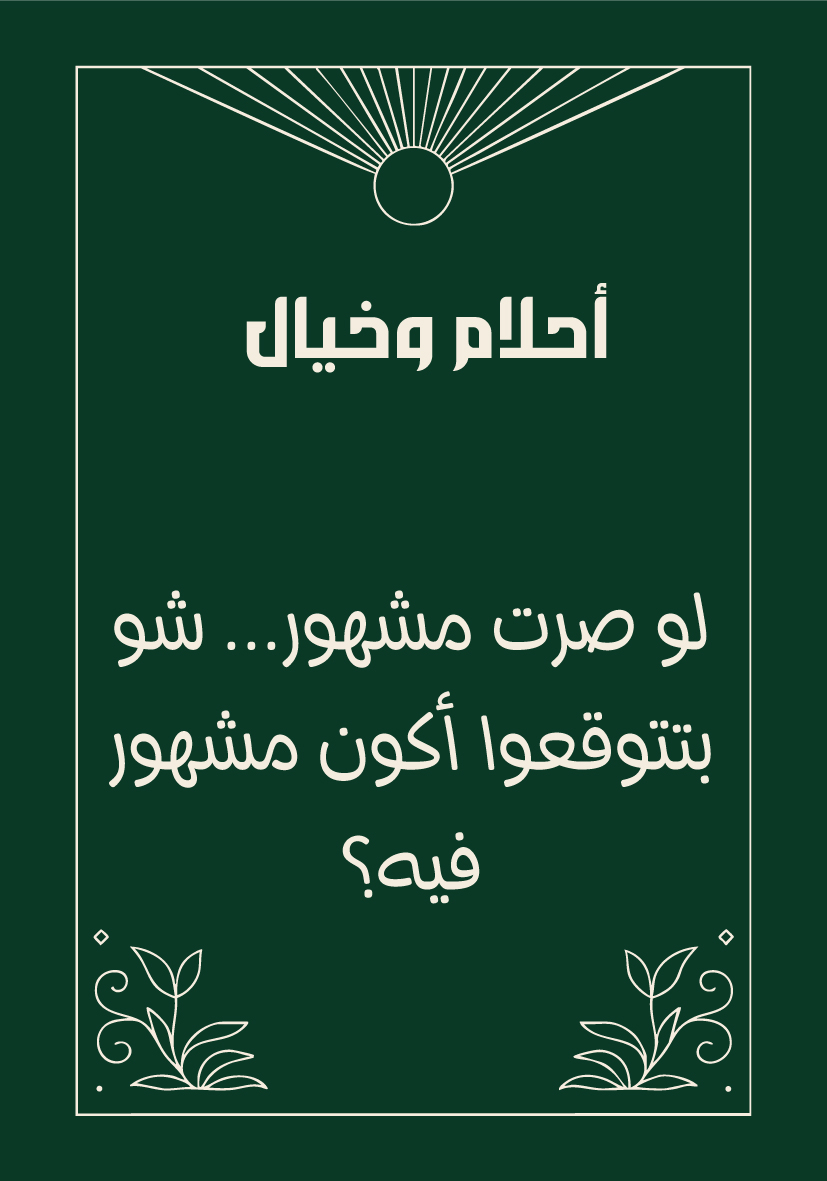 أحلام وخيال
لو صرت مشهور... شو
بتتوقعوا أكون مشهور
فيه؟